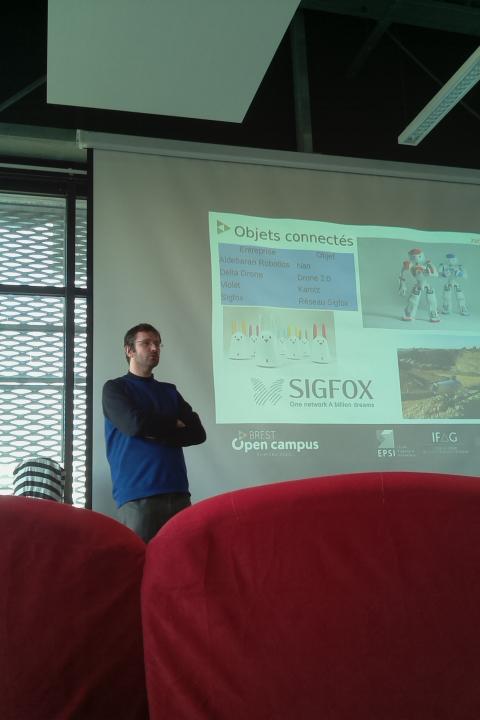 Objets connectés
Entreprise Objet
Aldebaran Robotics Nao
Delta Drone Drone 2.0
Violet Karotz
Sigfox Réseau Sigfox
SIGFOX
One network A billion dreams
BREST
Open campus
EPSI
IFAG